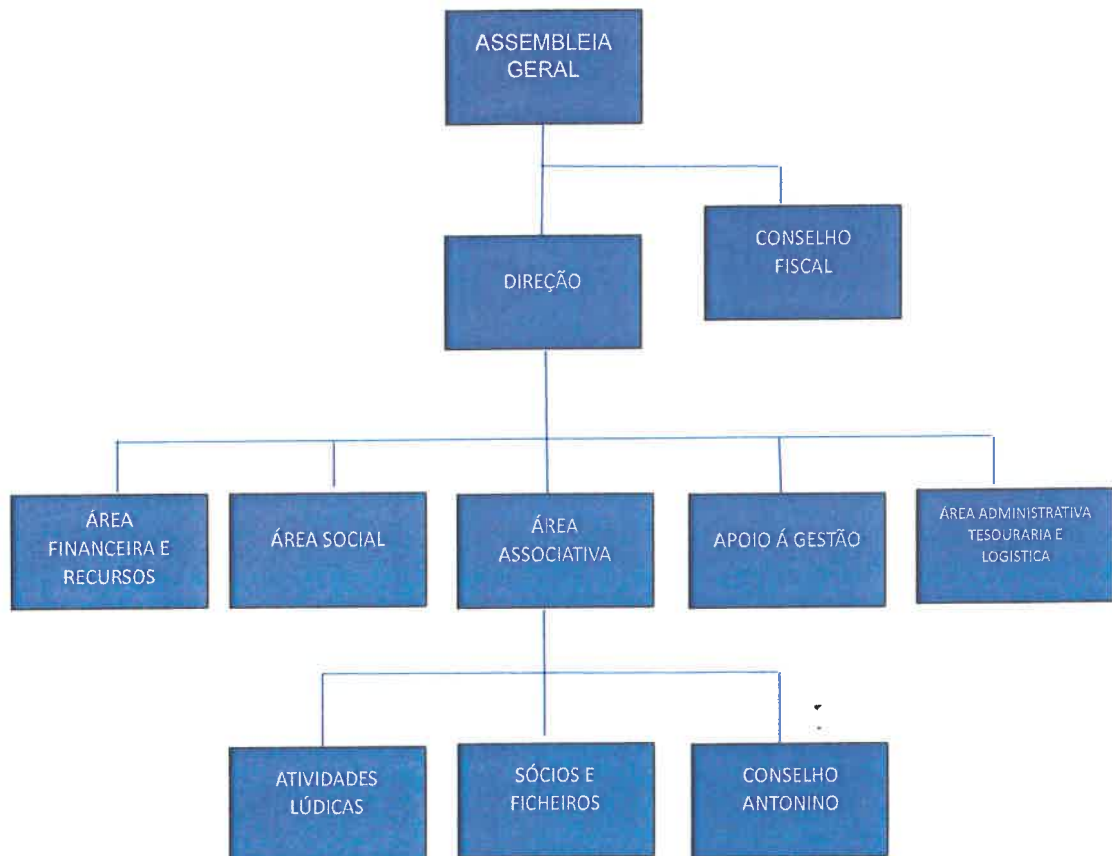 ASSEMBLEIA
GERAL
CONSELHO
FISCAL
DIREÇÃO
ÁREA
FINANCEIRA E
RECURSOS
ÁREA SOCIAL
ÁREA
ASSOCIATIVA
APOIO Á GESTÃO
ÁREA ADMINISTRATIVA
TESOURARIA E
LOGISTICA
ATIVIDADES
LÚDICAS
SÓCIOS E
FICHEIROS
CONSELHO
ANTONINO